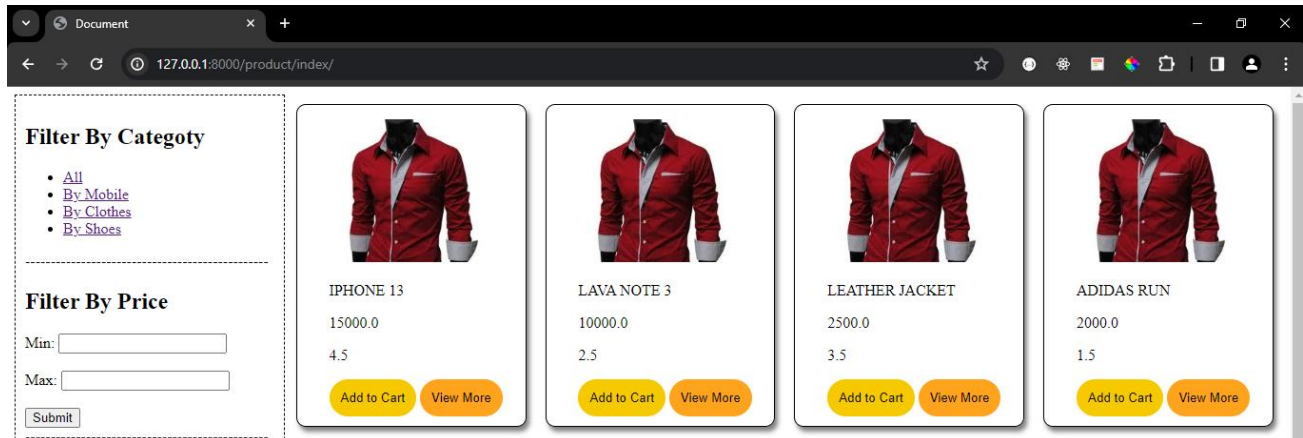 Document
127.0.0.1:8000/product/index/
Filter By Categoty
All
By Mobile
By Clothes
By Shoes
Filter By Price
Min:
Max:
Submit
IPHONE 13
15000.0
4.5
Add to Cart View More
LAVA NOTE 3
10000.0
2.5
Add to Cart View More
LEATHER JACKET
2500.0
3.5
Add to Cart View More
ADIDAS RUN
2000.0
1.5
Add to Cart View More